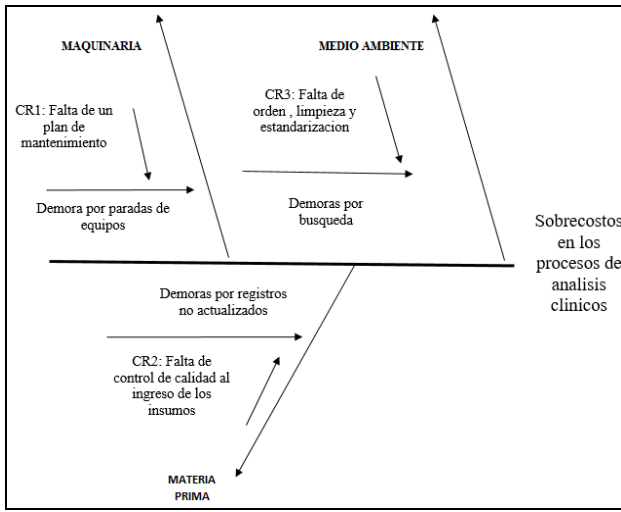 MAQUINARIA
MEDIO AMBIENTE
CR1: Falta de un
plan de
mantenimiento
CR3: Falta de
orden , limpieza y
estandarizacion
Demora por paradas de
equipos
Demoras por
busqueda
Sobrecostos
en los
procesos de
analisis
clinicos
Demoras por registros
no actualizados
CR2: Falta de
control de calidad al
ingreso de los
insumos
MATERIA
PRIMA